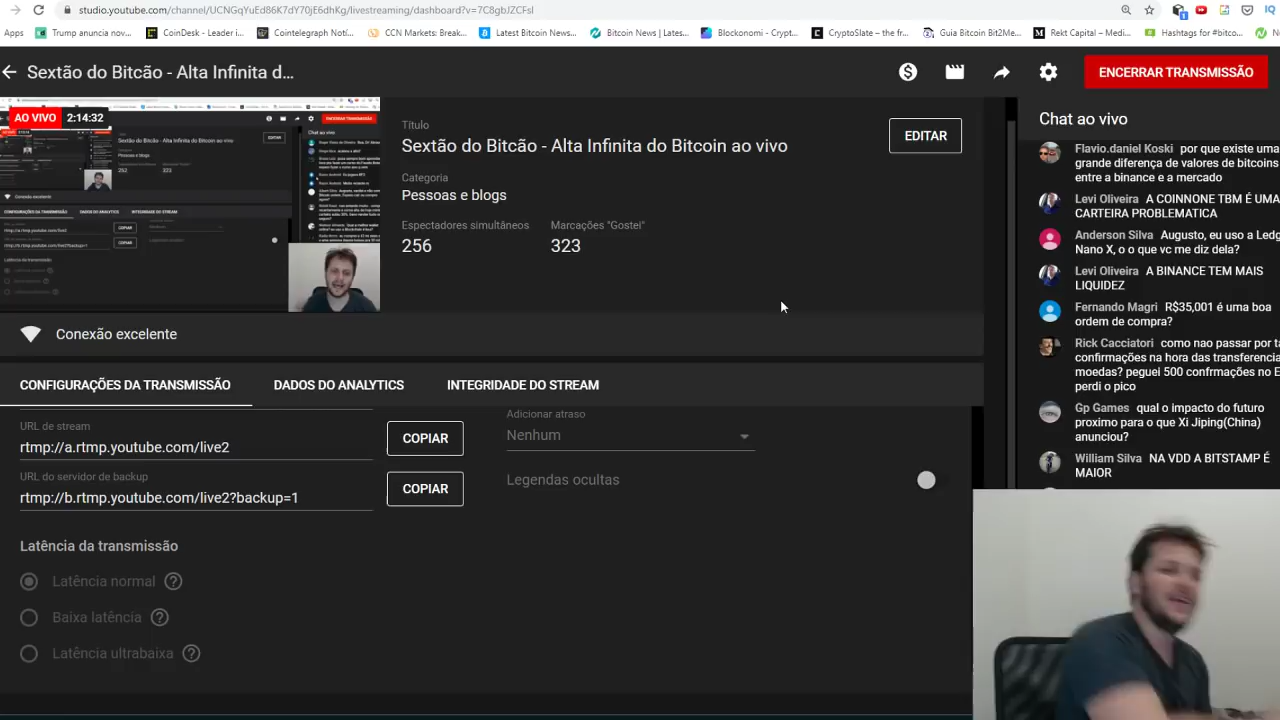 studio.youtube.com/channel/UCNGqYuEd86K7dY70jE6dhKg/livestreaming/dashboard?v=7C8gbJZCFsI
Apps Trump anuncia nov... CoinDesk - Leader i... Cointelegraph Notí... CCN Markets: Break... Latest Bitcoin News... Bitcoin News | Lates... Blockonomi - Crypt... CryptoSlate – the fr... Guia Bitcoin Bit2Me... Rekt Capital – Medi... Hashtags for #bitco...
Sextão do Bitcão - Alta Infinita d...
ENCERRAR TRANSMISSÃO
AO VIVO 2:14:32
Título
Sextão do Bitcão - Alta Infinita do Bitcoin ao vivo
EDITAR
Categoria
Pessoas e blogs
Espectadores simultâne Marcações "Gostei"
256 323
Conexão excelente
CONFIGURAÇÕES DA TRANSMISSÃO DADOS DO ANALYTICS INTEGRIDADE DO STREAM
URL de stream
rtmp://a.rtmp.youtube.com/live2
COPIAR
URL do servidor de backup
rtmp://b.rtmp.youtube.com/live2?backup=1
COPIAR
Adicionar atraso
Nenhum
Legendas ocultas
Latência da transmissão
Latência normal
Baixa latência
Latência ultrabaixa
Chat ao vivo
Flavio.daniel Koski por que existe uma
grande diferença de valores de bitcoins
entre a binance e a mercado
Levi Oliveira A COINONE TBM E UMA
CARTEIRA PROBLEMATICA
Anderson Silva Augusto, eu uso a Ledg
Nano X, o o que vc me diz dela?
Levi Oliveira A BINANCE TEM MAIS
LIQUIDEZ
Fernando Magri R$35,001 é uma boa
ordem de compra?
Rick Cacciatori como nao passar por ta
confirmações na hora das transferencia
moedas? peguei 500 confrmações no E
perdi o pico
Gp Games qual o impacto do futuro
proximo para o que Xi Jiping(China)
anunciou?
William Silva NA VDD A BITSTAMP É
MAIOR